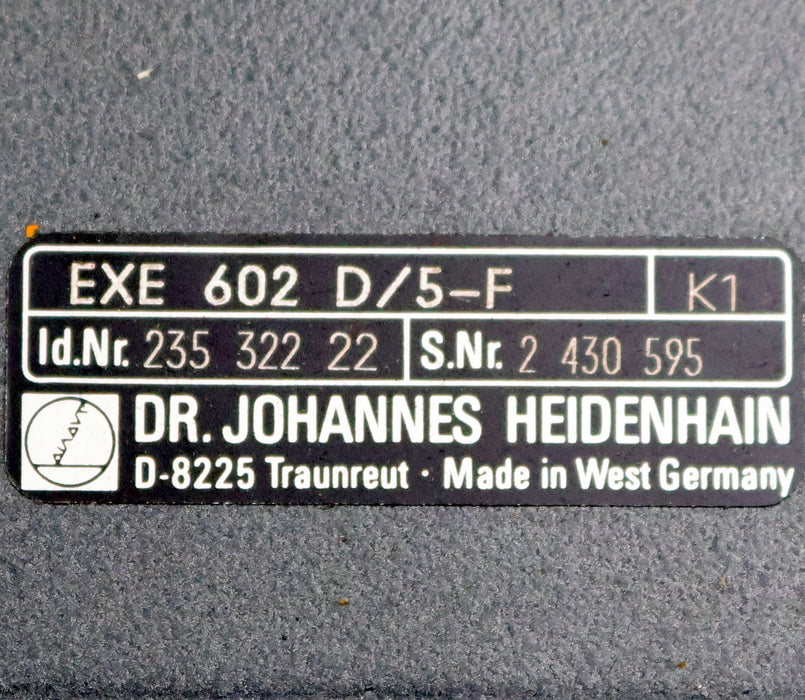 EXE 602 D/5-F K1
Id.Nr. 235 322 22 S.Nr. 2 430 595
DR. JOHANNES HEIDENHAIN
D-8225 Traunreut · Made in West Germany